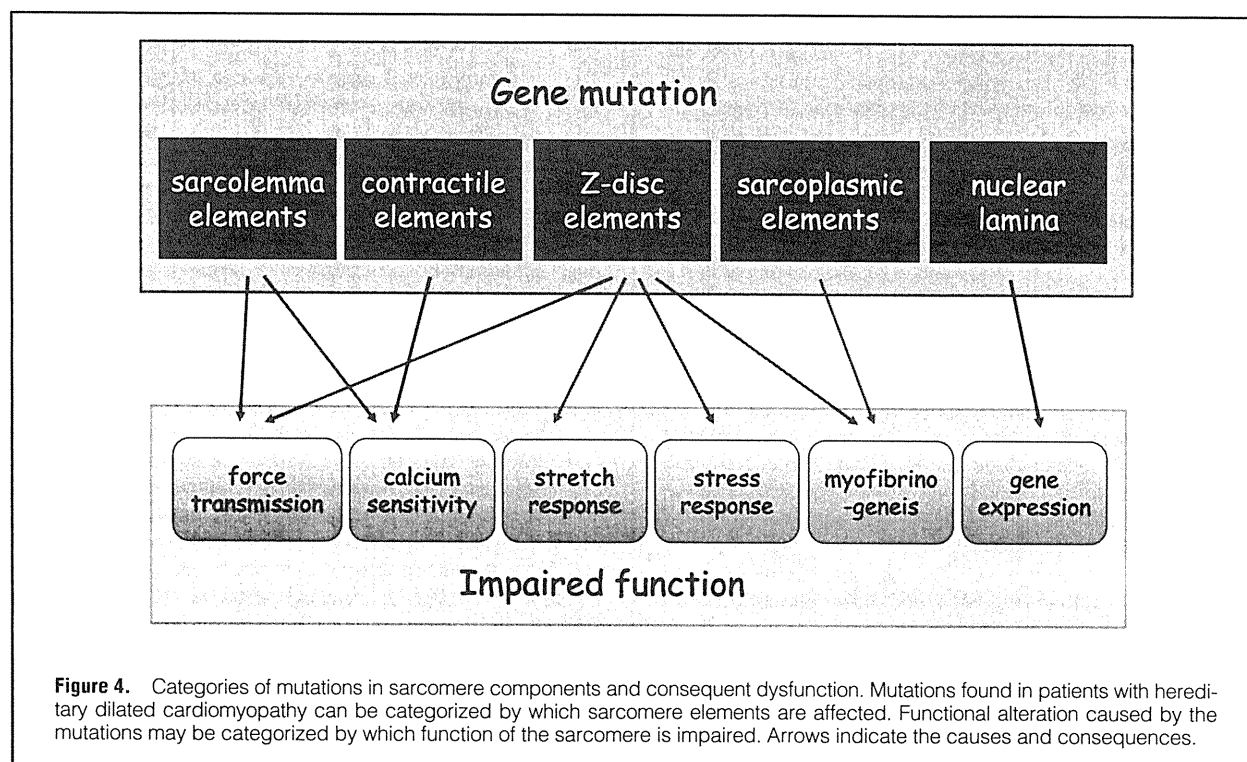 Gene mutation
sarcolemma elements
contractile elements
Z-disc elements
sarcoplasmic elements
nuclear lamina
force transmission
calcium sensitivity
stretch response
stress response
myofibrino -geneis
gene expression
Impaired function
Figure 4. Categories of mutations in sarcomere components and consequent dysfunction. Mutations found in patients with heredi-
tary dilated cardiomyopathy can be categorized by which sarcomere elements are affected. Functional alteration caused by the
mutations may be categorized by which function of the sarcomere is impaired. Arrows indicate the causes and consequences.